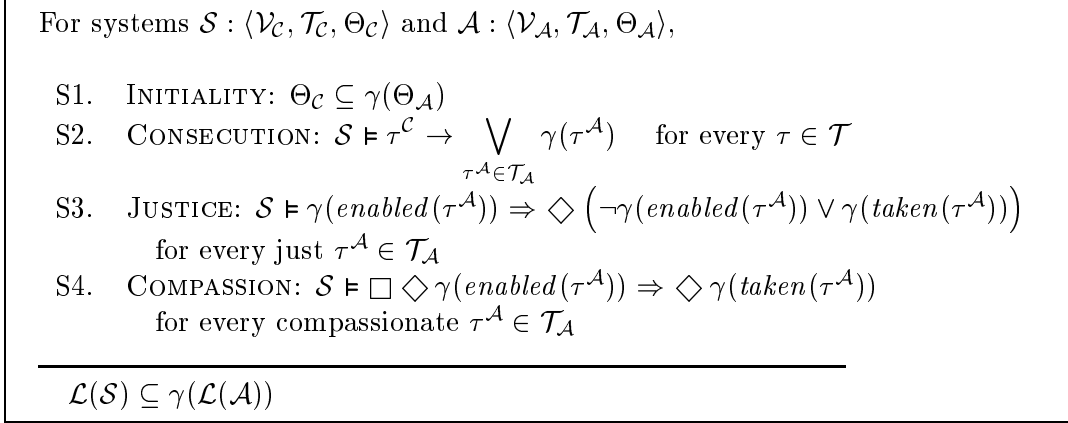 For systems 𝒮 : ⟨𝒱_𝒞, 𝒯_𝒞, Θ_𝒞⟩ and 𝒜 : ⟨𝒱_𝒜, 𝒯_𝒜, Θ_𝒜⟩,
S1. INITIALITY: Θ_𝒞 ⊆ γ(Θ_𝒜)
S2. CONSECUTION: 𝒮 ⊨ τ^𝒞 → ⋁_{τ^𝒜∈𝒯_𝒜} γ(τ^𝒜) for every τ ∈ 𝒯
S3. JUSTICE: 𝒮 ⊨ γ(enabled(τ^𝒜)) ⇒ ◇ (¬γ(enabled(τ^𝒜)) ∨ γ(taken(τ^𝒜)))
for every just τ^𝒜 ∈ 𝒯_𝒜
S4. COMPASSION: 𝒮 ⊨ □ ◇ γ(enabled(τ^𝒜)) ⇒ ◇ γ(taken(τ^𝒜))
for every compassionate τ^𝒜 ∈ 𝒯_𝒜
ℒ(𝒮) ⊆ γ(ℒ(𝒜))